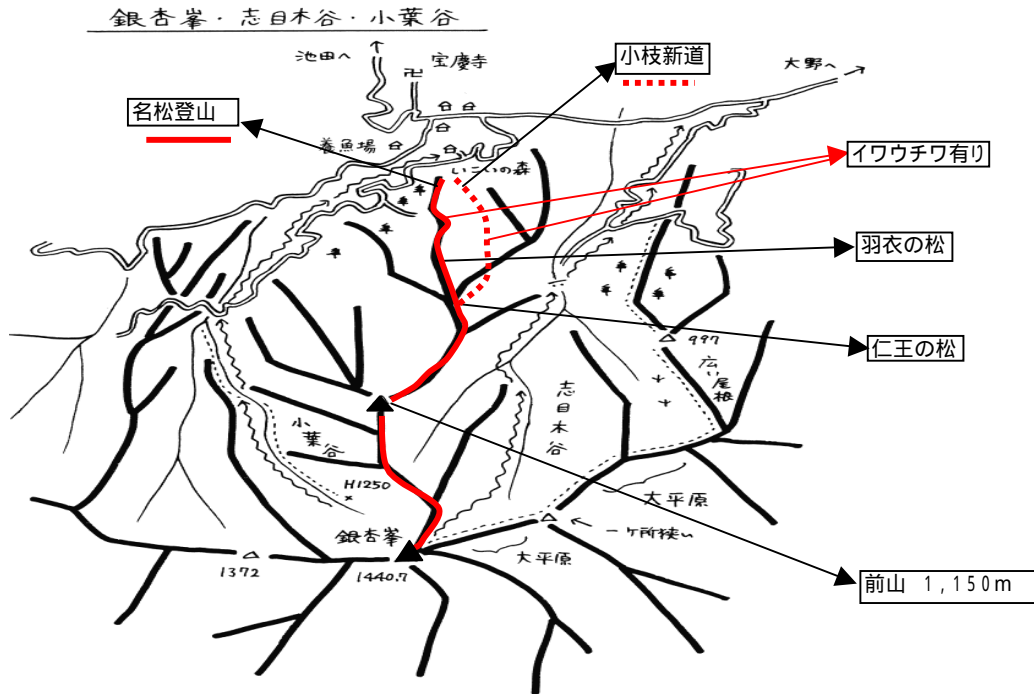 銀杏峯・志目木谷・小葉谷
池田へ
卍 宝慶寺
小枝新道
大野へ
名松登山
養魚場
いこいの森
イワウチワ有り
羽衣の松
997
仁王の松
広い尾根
志目木谷
小葉谷
H1250
大平原
銀杏峯
一ケ所狭い
大平原
1372
1440.7
前山 1,150m